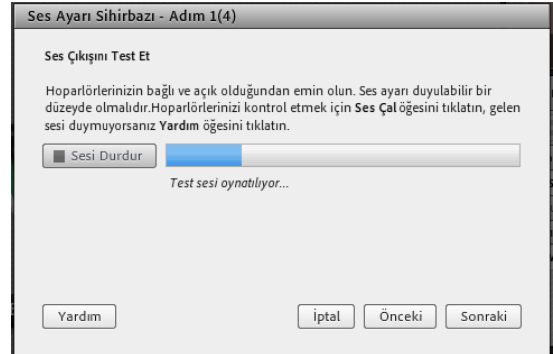 Ses Ayarı Sihirbazı - Adım 1(4)
Ses Çıkışını Test Et
Hoparlörlerinizin bağlı ve açık olduğundan emin olun. Ses ayarı duyulabilir bir
düzeyde olmalıdır.Hoparlörlerinizi kontrol etmek için Ses Çal öğesini tıklatın, gelen
sesi duymuyorsanız Yardım öğesini tıklatın.
Sesi Durdur
Test sesi oynatılıyor...
Yardım İptal Önceki Sonraki